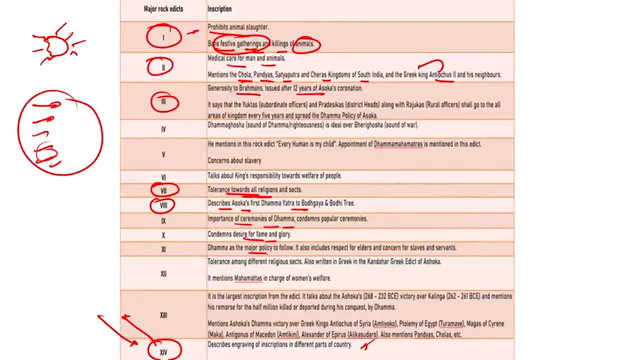 Major rock edicts Inscription
I
Prohibits animal slaughter.
Bans festive gatherings and killings of animals.
II
Medical care for man and animals.
Mentions the Chola, Pandyas, Satyaputra and Cheras Kingdoms of South India, and the Greek king Antiochus II and his neighbours.
III
Generosity to Brahmans. Issued after 12 years of Asoka's coronation.
It says that the Yuktas (subordinate officers) and Pradesikas (district Heads) along with Rajukas (Rural officers) shall go to the all
areas of kingdom every five years and spread the Dhamma Policy of Asoka.
IV Dhammaghosha (sound of Dhamma/righteousness) is ideal over Bherighosha (sound of war).
V
He mentions in this rock edict "Every Human is my child". Appointment of Dhammamahamatras is mentioned in this edict.
Concerns about slavery
VI Talks about King's responsibility towards welfare of people.
VII Tolerance towards all religions and sects.
VIII Describes Asoka's first Dhamma Yatra to Bodhgaya & Bodhi Tree.
IX Importance of ceremonies of Dhamma; condemns popular ceremonies.
X Condemns desire for fame and glory.
XI Dhamma as the major policy to follow. It also includes respect for elders and concern for slaves and servants.
XII
Tolerance among different religious sects. Also written in Greek in the Kandahar Greek Edict of Ashoka.
It mentions Mahamattas in charge of women's welfare.
XIII
It is the largest inscription from the edict. It talks about the Ashoka's (268 – 232 BCE) victory over Kalinga (262 – 261 BCE) and mentions
his remorse for the half million killed or deported during his conquest, by Dhamma.
Mentions Ashoka's Dhamma victory over Greek Kings Antiochus of Syria (Amtiyoko), Ptolemy of Egypt (Turamaye), Magas of Cyrene
(Maka), Antigonus of Macedon (Amtikini), Alexander of Epirus (Alikasudaro). Also mentions Pandyas, Cholas, etc.
XIV Describes engraving of inscriptions in different parts of country.